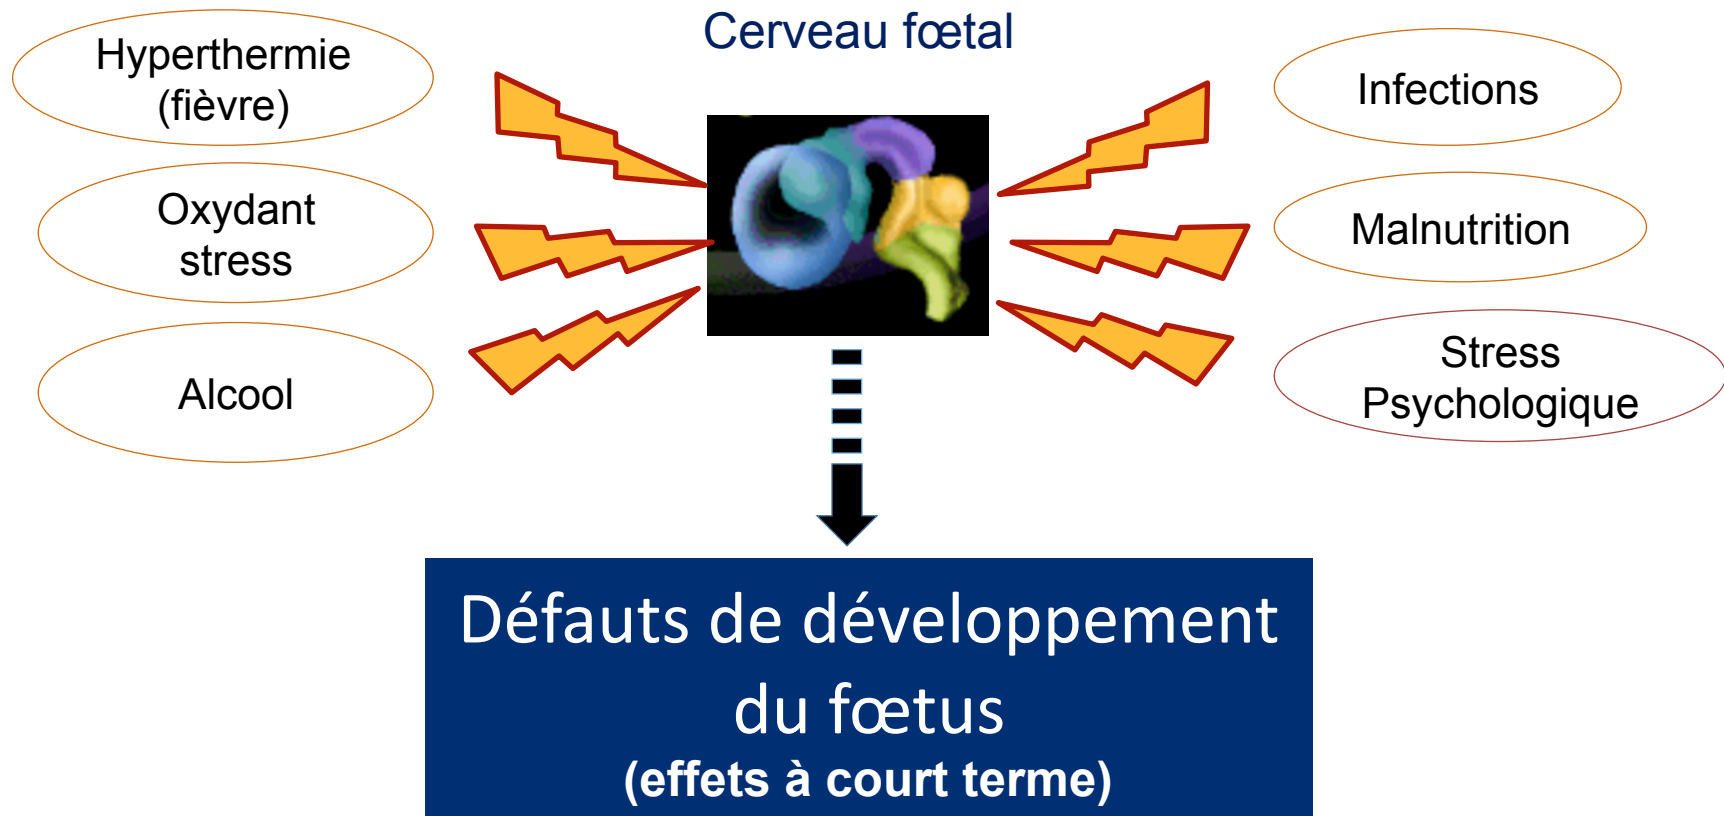 Cerveau fœtal
Hyperthermie
(fièvre)
Oxydant
stress
Alcool
Infections
Malnutrition
Stress
Psychologique
Défauts de développement
du fœtus
(effets à court terme)